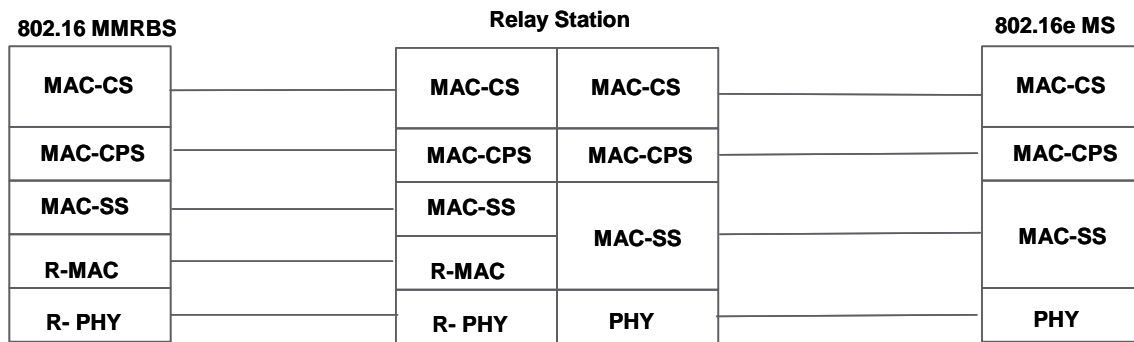 802.16 MMRBS
Relay Station
802.16e MS
MAC-CS
MAC-CS
MAC-CS
MAC-CS
MAC-CPS
MAC-CPS
MAC-CPS
MAC-CPS
MAC-SS
MAC-SS
MAC-SS
MAC-SS
R-MAC
R-MAC
R- PHY
R- PHY
PHY
PHY